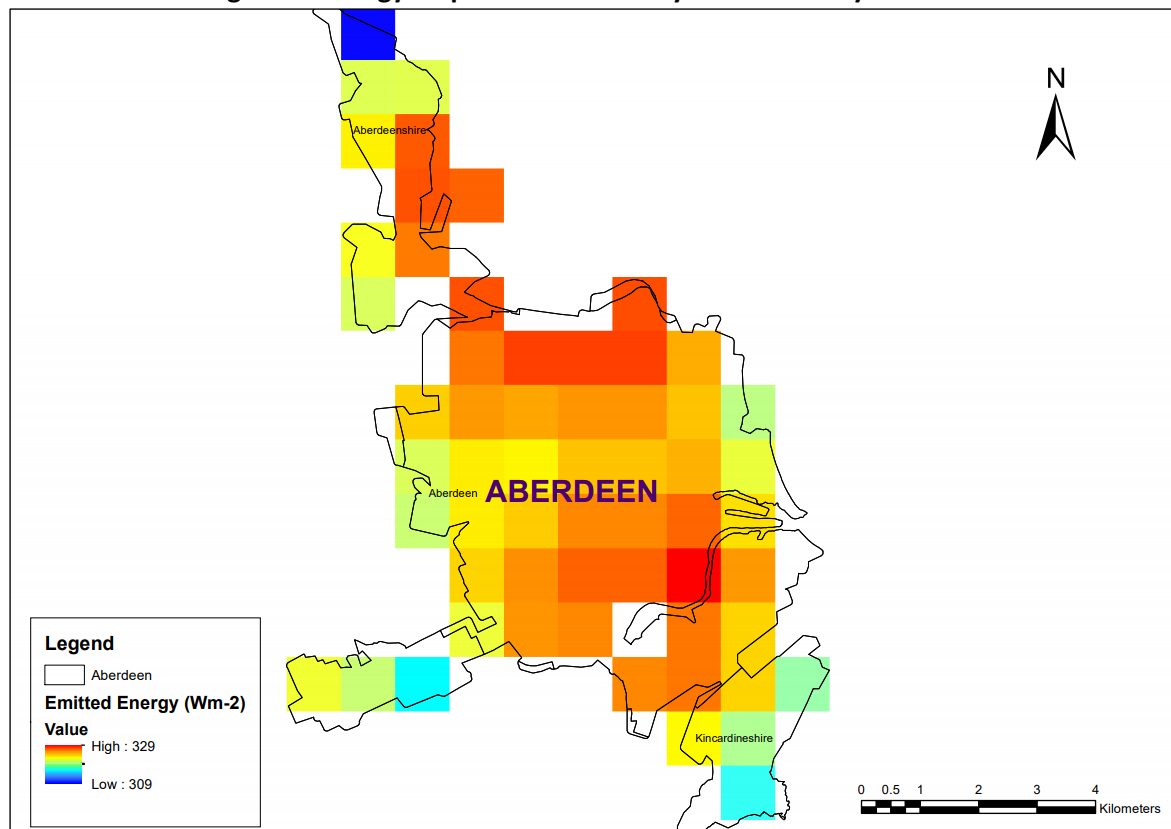 N
Aberdeenshire
Aberdeen
ABERDEEN
Kincardineshire
Legend
Aberdeen
Emitted Energy (Wm-2)
Value
High : 329
Low : 309
0 0.5 1 2 3 4
Kilometers